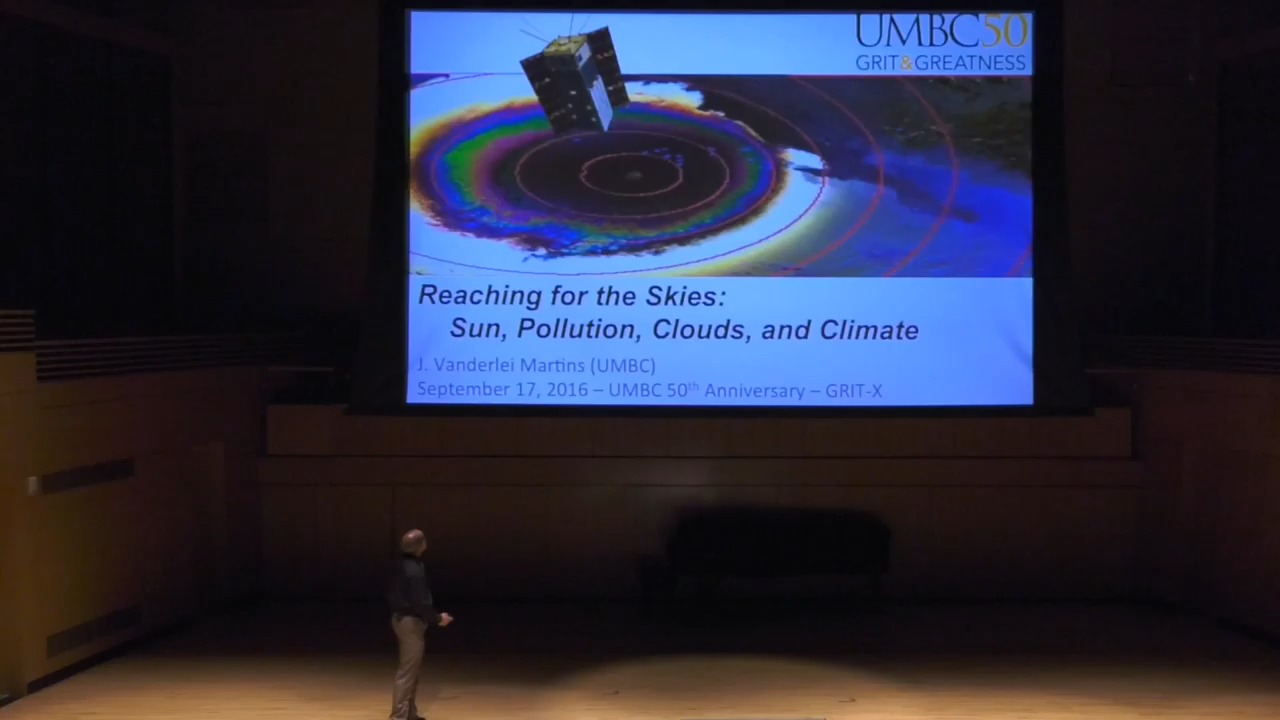 UMBC50
GRIT&GREATNESS
Reaching for the Skies:
Sun, Pollution, Clouds, and Climate
J. Vanderlei Martins (UMBC)
September 17, 2016 – UMBC 50th Anniversary – GRIT-X